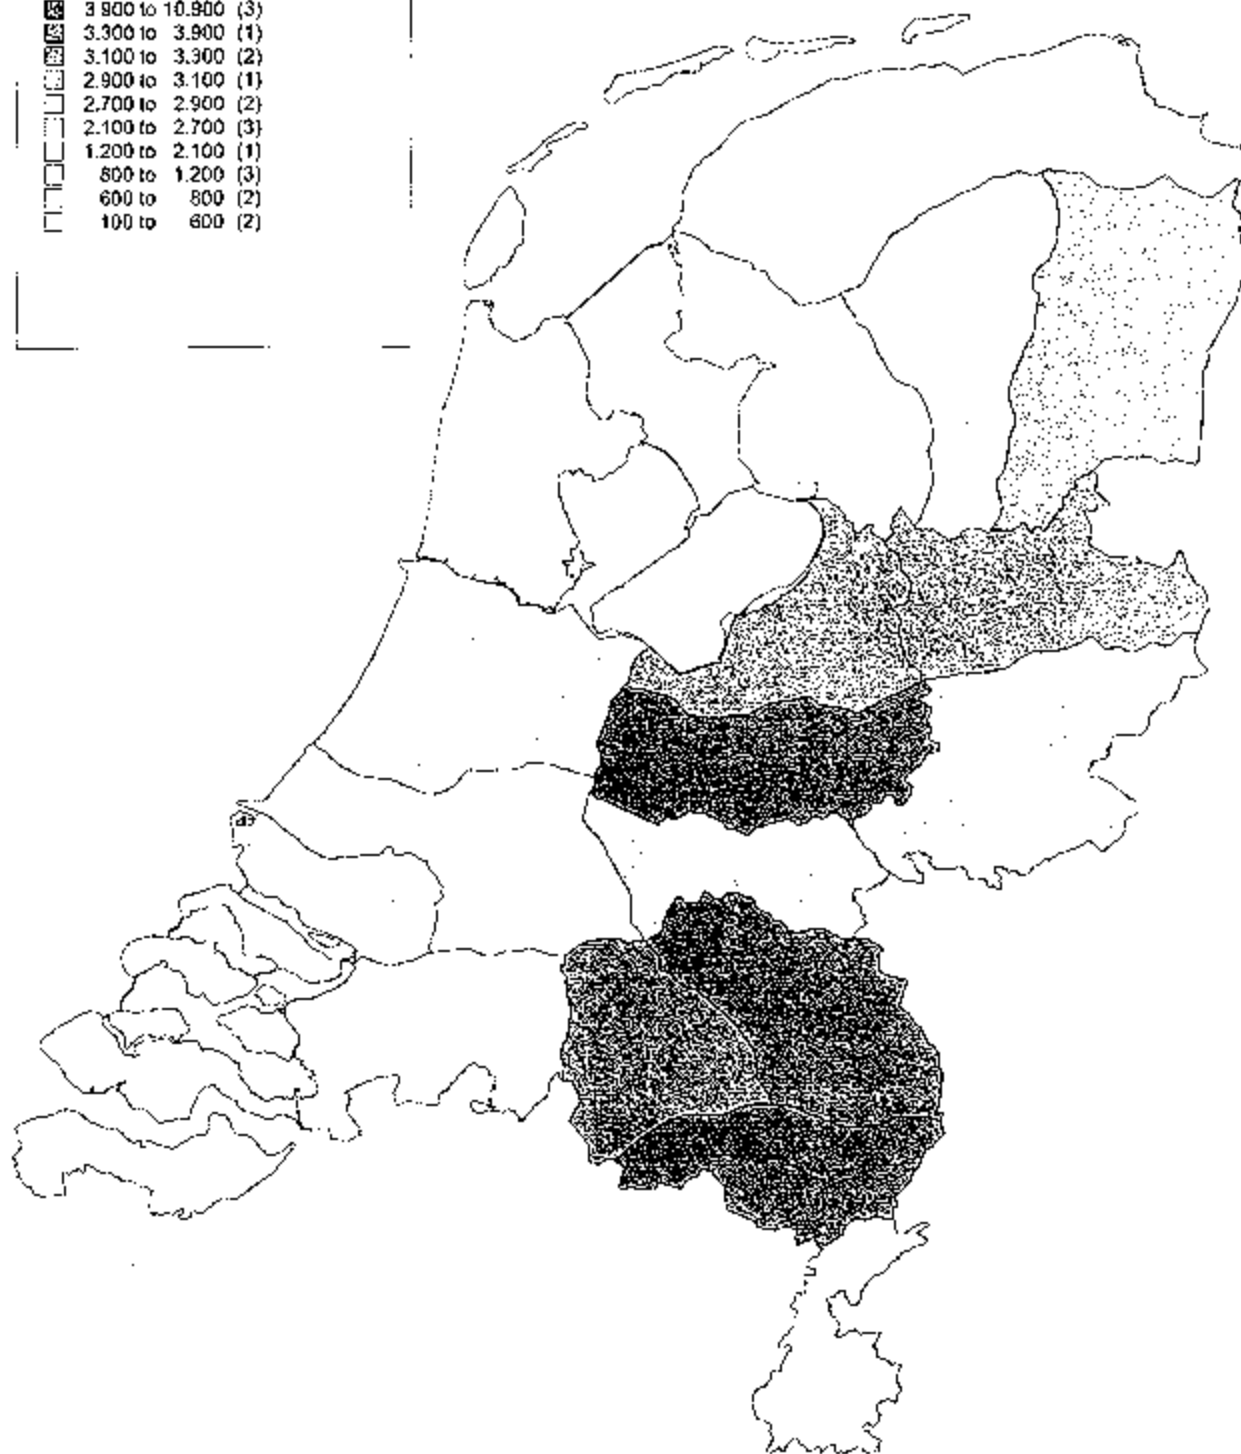 3.900 to 10.900 (3)
3.300 to 3.900 (1)
3.100 to 3.300 (2)
2.900 to 3.100 (1)
2.700 to 2.900 (2)
2.100 to 2.700 (3)
1.200 to 2.100 (1)
800 to 1.200 (3)
600 to 800 (2)
100 to 600 (2)